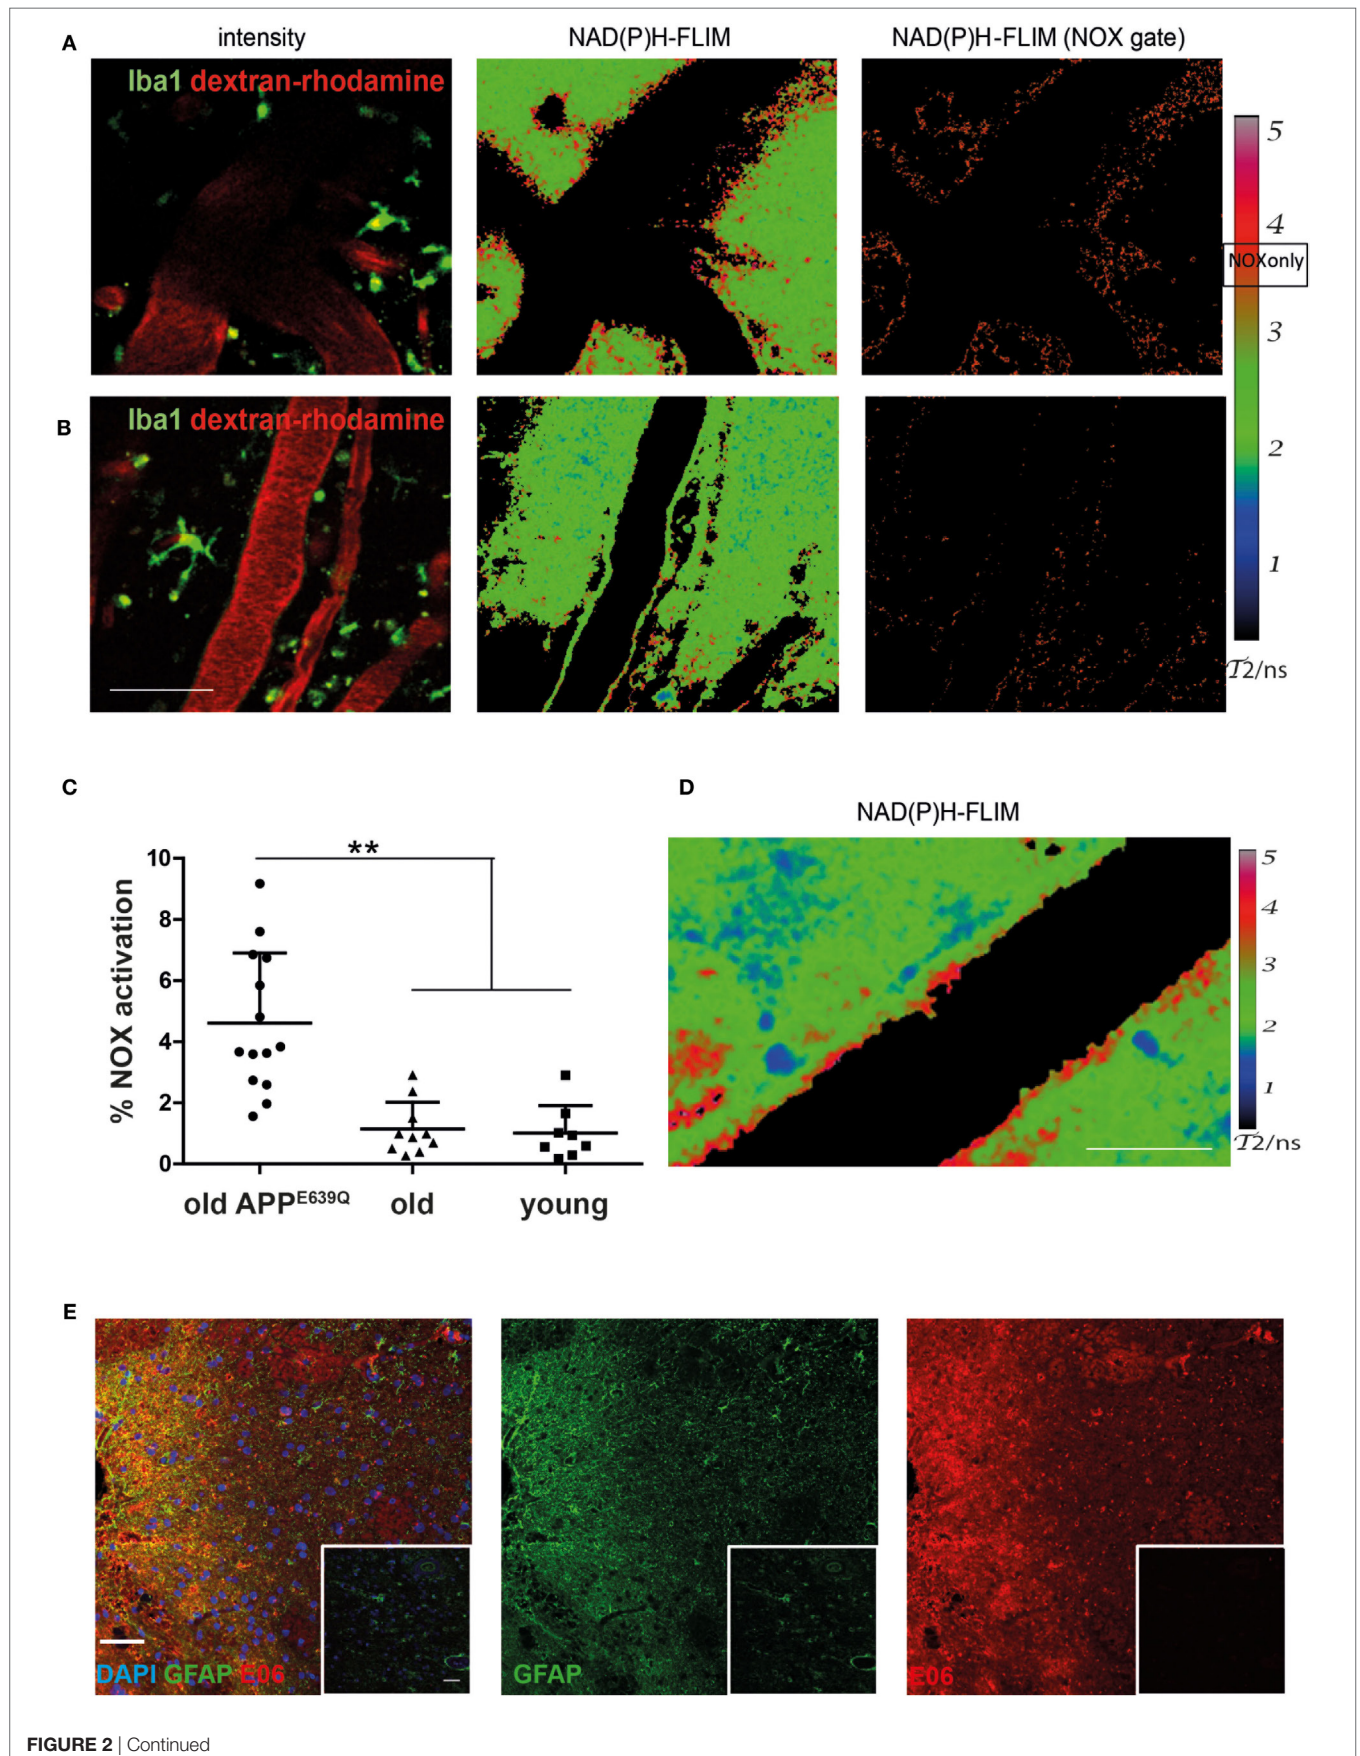 A
intensity
NAD(P)H-FLIM
NAD(P)H-FLIM (NOX gate)
Iba1 dextran-rhodamine
5
4
NOXonly
3
2
1
𝒯2/ns
B
Iba1 dextran-rhodamine
C
**
% NOX activation
10
8
6
4
2
0
old APPE639Q
old
young
D
NAD(P)H-FLIM
5
4
3
2
1
𝒯2/ns
E
DAPI GFAP E06
GFAP
E06
FIGURE 2 | Continued